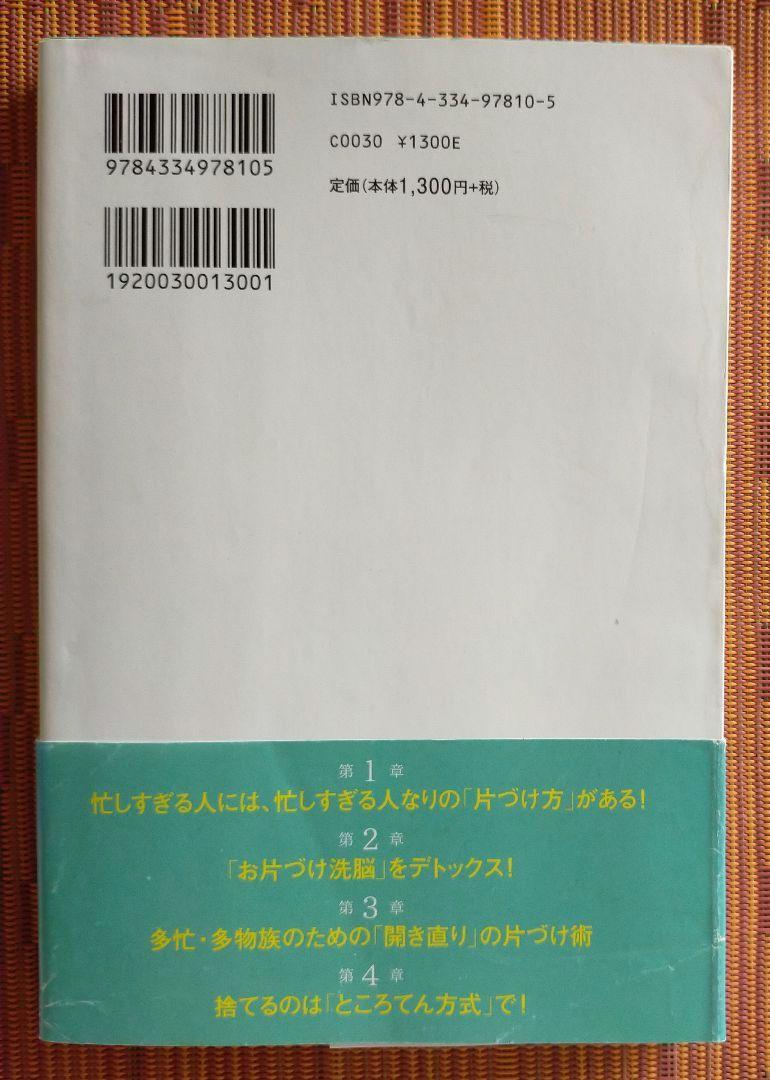 ISBN978-4-334-97810-5
9784334978105
C0030 ¥1300E
定価(本体1,300円+税)
1920030013001
第1章
忙しすぎる人には、忙しすぎる人なりの「片づけ方」がある!
第2章
「お片づけ洗脳」をデトックス!
第3章
多忙・多物族のための「開き直り」の片づけ術
第4章
捨てるのは「ところてん方式」で!